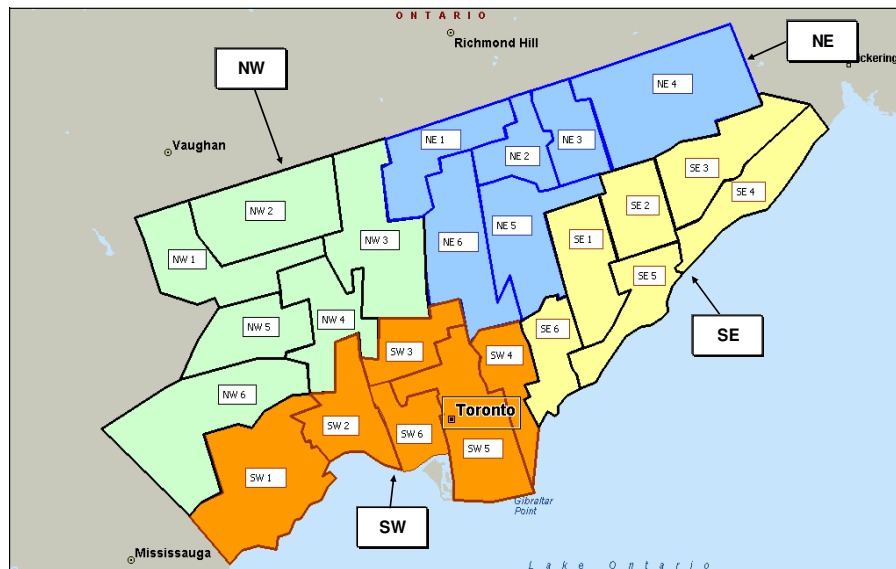 ONTARIO
Richmond Hill
NE
ickering
NW
NE 4
NE 1
NE 3
Vaughan
NE 2
SE 3
SE 4
NW 2
SE 2
NE 5
NW 3
NE 6
SE 1
NW 1
SE 5
NW 4
NW 5
SE 6
SE
SW 3
SW 4
NW 6
Toronto
SW 2
SW 6
SW 5
SW 1
Gibraltar
Point
SW
Mississauga
Lake Ontario